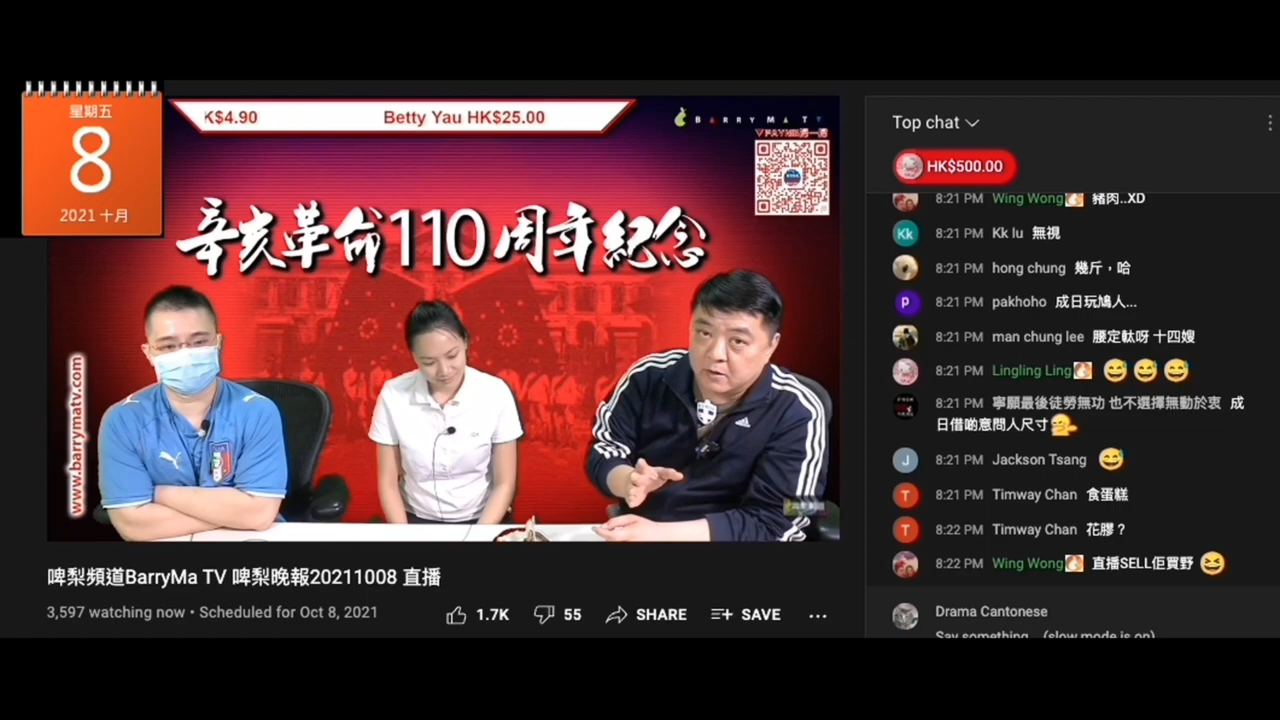 星期五
8
2021 十月
K$4.90
Betty Yau HK$25.00
BARRYMATV
辛亥革命110周年紀念
www.barrymatv.com
啤梨頻道BarryMa TV 啤梨晚報20211008 直播
3,597 watching now • Scheduled for Oct 8, 2021
1.7K
55
SHARE
SAVE
Top chat
HK$500.00
8:21 PM Wing Wong 豬肉..XD
Kk
8:21 PM Kk lu 無視
8:21 PM hong chung 幾斤，哈
P
8:21 PM pakhoho 成日玩鳩人...
8:21 PM man chung lee 腰定軚呀 十四嫂
8:21 PM Lingling Ling 😅😅😅
8:21 PM 寧願最後徒勞無功 也不選擇無動於衷 成
日借啲意問人尺寸
J
8:21 PM Jackson Tsang 😅
T
8:21 PM Timway Chan 食蛋糕
T
8:22 PM Timway Chan 花膠？
8:22 PM Wing Wong 直播SELL佢買野 😆
Drama Cantonese
Say something... (slow mode is on)